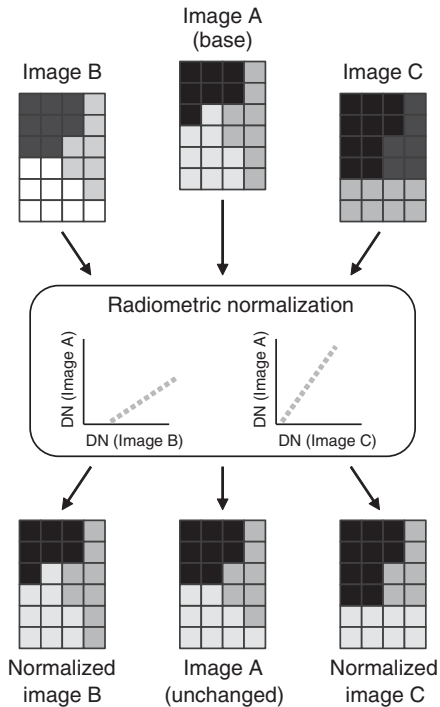 Image A
(base)
Image B
Image C
Radiometric normalization
DN (Image A)
DN (Image B)
DN (Image A)
DN (Image C)
Normalized
image B
Image A
(unchanged)
Normalized
image C